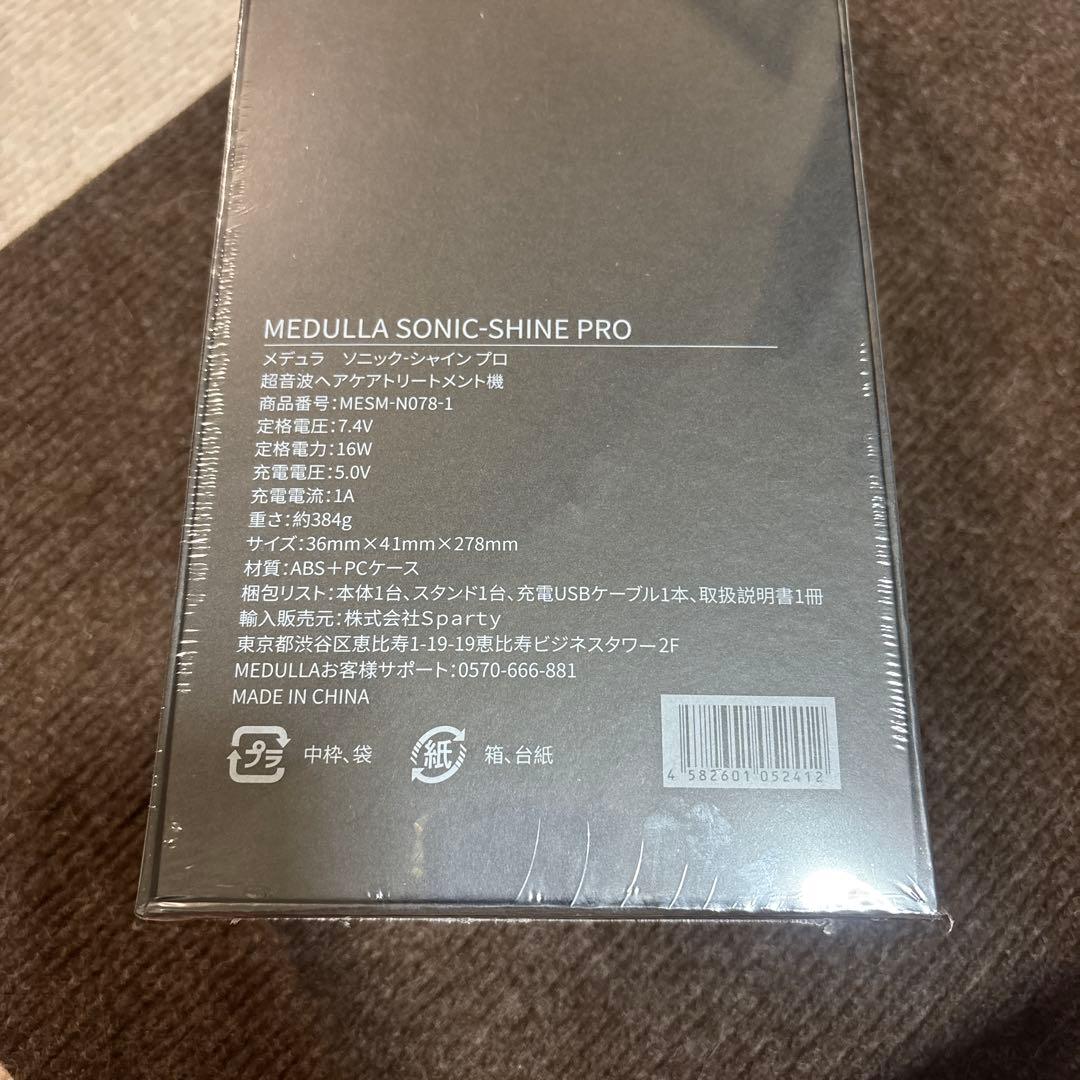 MEDULLA SONIC-SHINE PRO
メデュラ　ソニック-シャイン プロ
超音波ヘアケアトリートメント機
商品番号:MESM-N078-1
定格電圧:7.4V
定格電力:16W
充電電圧:5.0V
充電電流:1A
重さ:約384g
サイズ:36mm×41mm×278mm
材質:ABS＋PCケース
梱包リスト:本体1台、スタンド1台、充電USBケーブル1本、取扱説明書1冊
輸入販売元:株式会社Sparty
東京都渋谷区恵比寿1-19-19恵比寿ビジネスタワー2F
MEDULLAお客様サポート:0570-666-881
MADE IN CHINA
プラ 中枠、袋 紙 箱、台紙
4 582601 052412